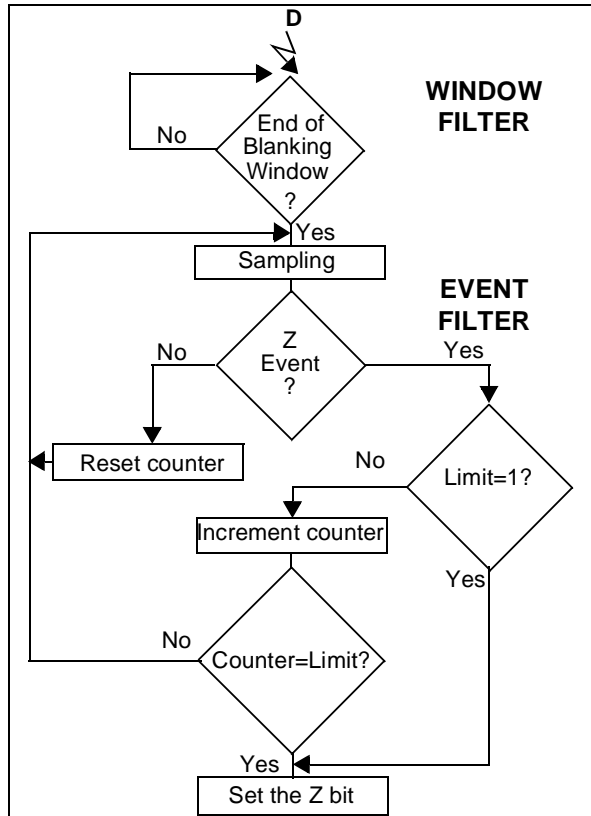 D
WINDOW
FILTER
End of
Blanking
Window
?
No
Yes
Sampling
EVENT
FILTER
Z
Event
?
No
Yes
Reset counter
Limit=1?
No
Increment counter
Yes
Counter=Limit?
No
Yes
Set the Z bit